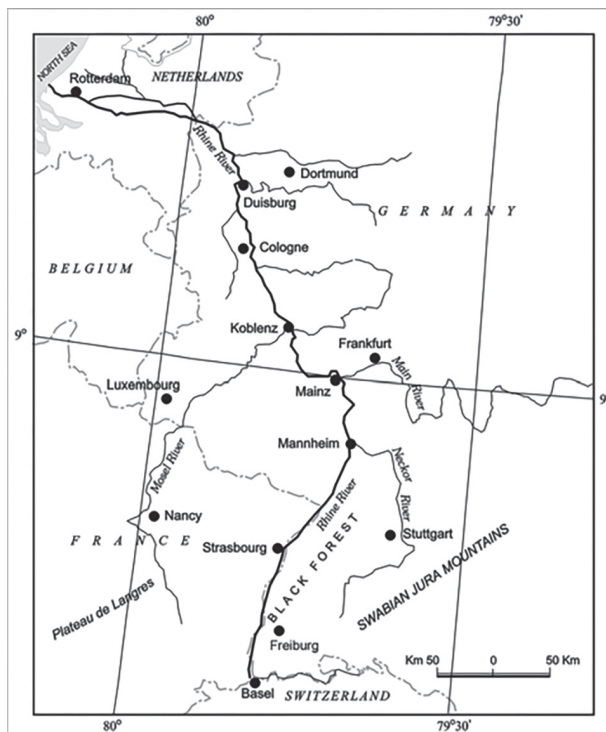 80°
79°30'
NORTH SEA
NETHERLANDS
Rotterdam
Rhine River
Dortmund
Duisburg
GERMANY
Cologne
BELGIUM
9°
Koblenz
Frankfurt
Main River
Luxembourg
Mainz
9
Mosel River
Mannheim
Neckor River
Rhine River
Nancy
FRANCE
Strasbourg
BLACK FOREST
Stuttgart
SWABIAN JURA MOUNTAINS
Plateau de Langres
Freiburg
Km 50 0 50 Km
Basel
SWITZERLAND
80°
79°30'